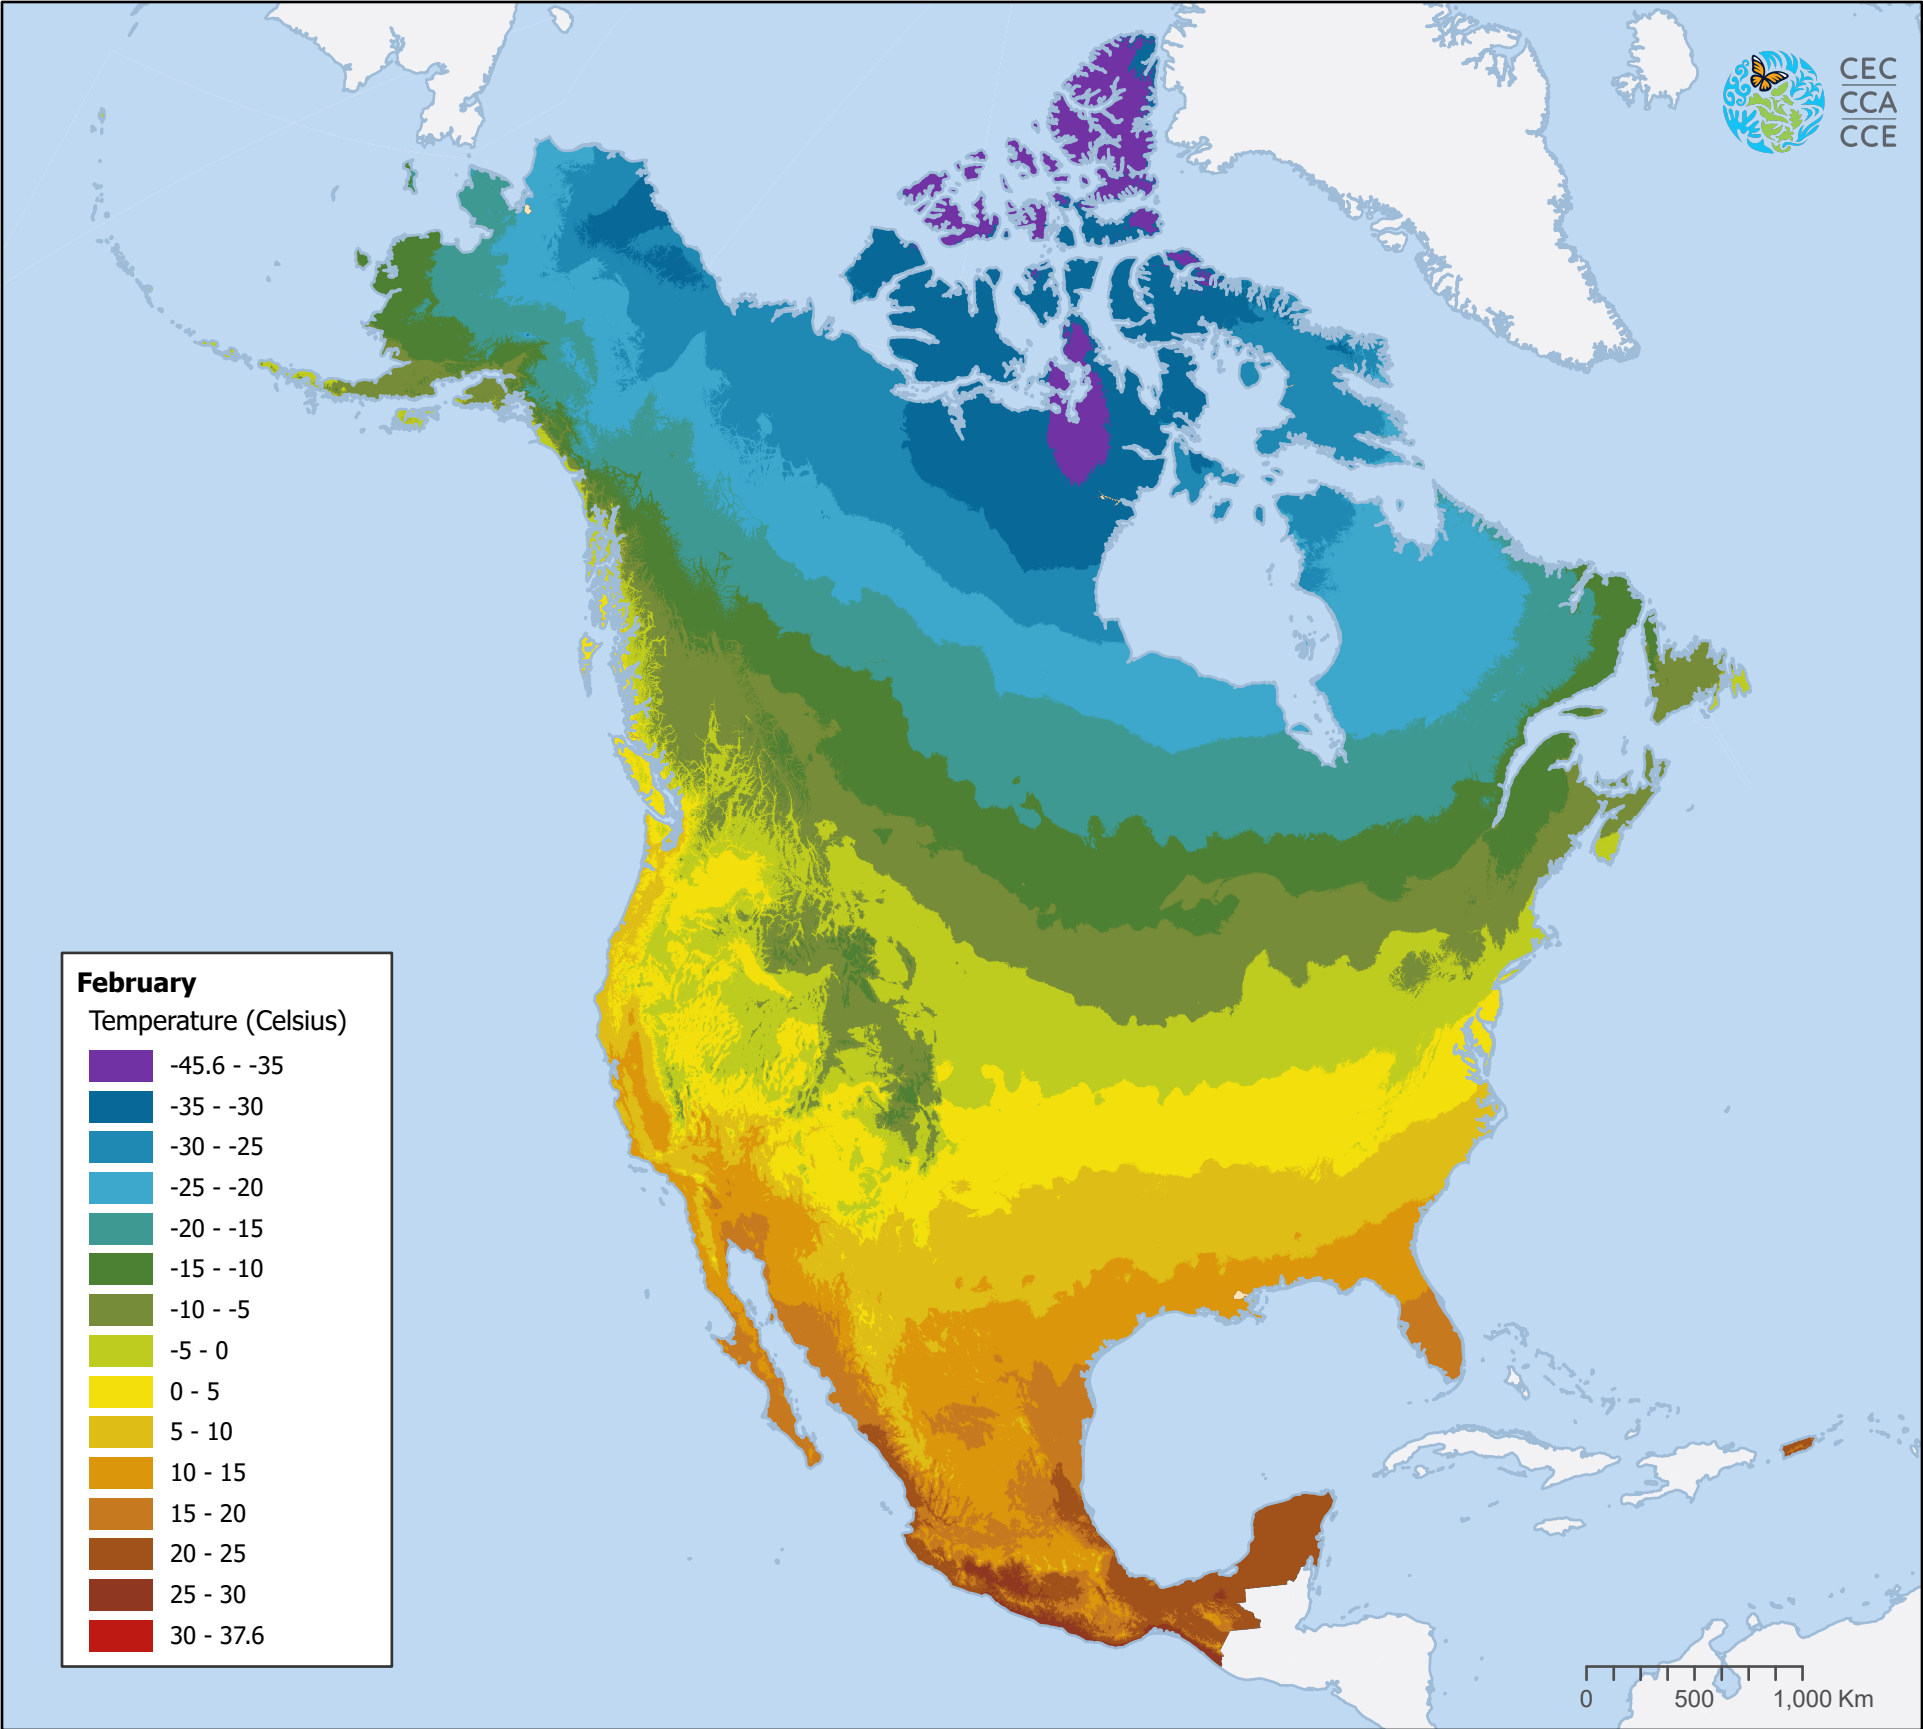 CEC
CCA
CCE
February
Temperature (Celsius)
-45.6 - -35
-35 - -30
-30 - -25
-25 - -20
-20 - -15
-15 - -10
-10 - -5
-5 - 0
0 - 5
5 - 10
10 - 15
15 - 20
20 - 25
25 - 30
30 - 37.6
0 500 1,000 Km